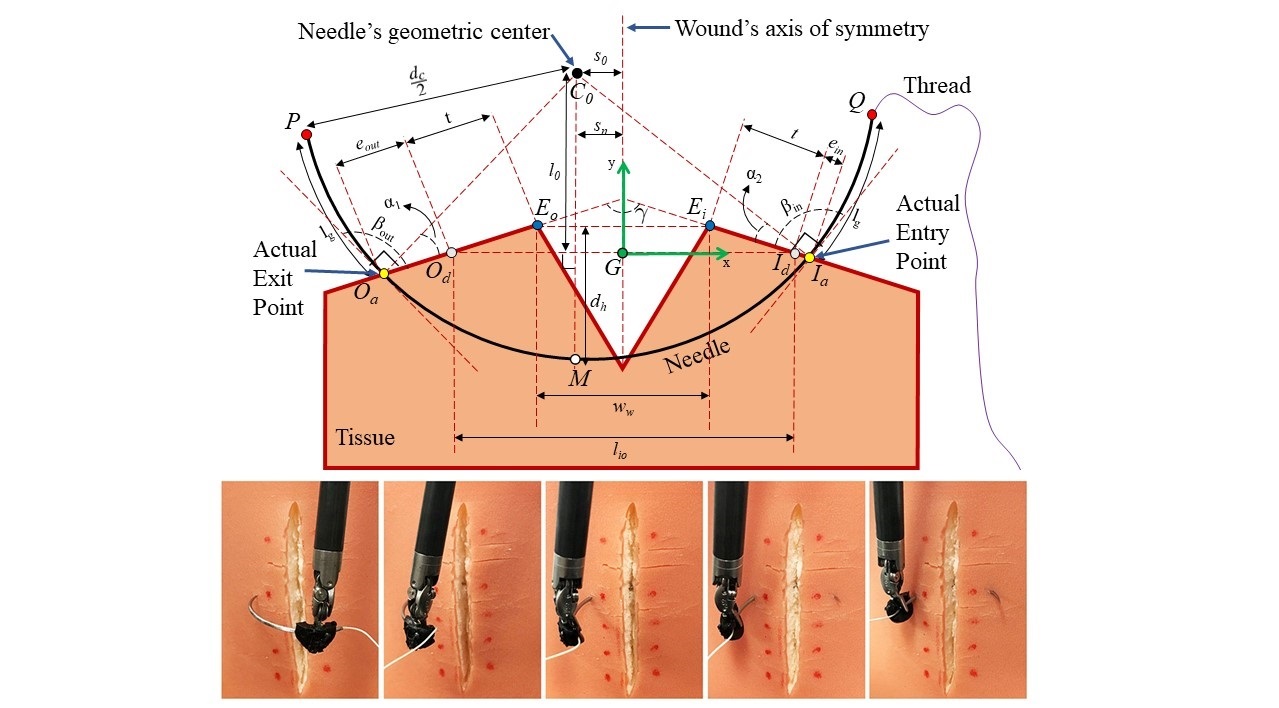 Needle's geometric center
Wound's axis of symmetry
s0
dc/2
C0
Thread
Q
P
t
eout
sn
t
ein
l0
y
α2
α1
Eo
γ
Ei
βin
lg
Actual
Entry
Point
βout
lg
Actual
Exit
Point
Od
G
x
Id
Ia
Oa
dh
M
Needle
ww
Tissue
lio